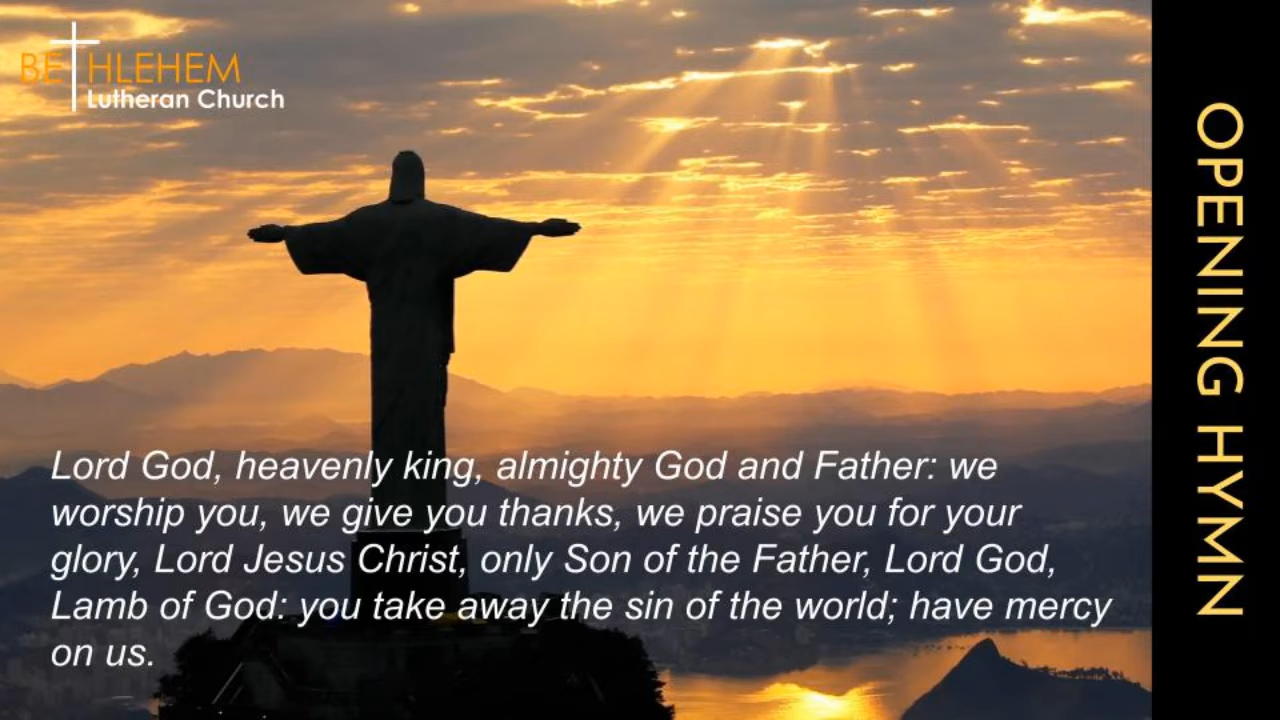 BETHLEHEM
Lutheran Church
OPENING HYMN
Lord God, heavenly king, almighty God and Father: we
worship you, we give you thanks, we praise you for your
glory, Lord Jesus Christ, only Son of the Father, Lord God,
Lamb of God: you take away the sin of the world; have mercy
on us.